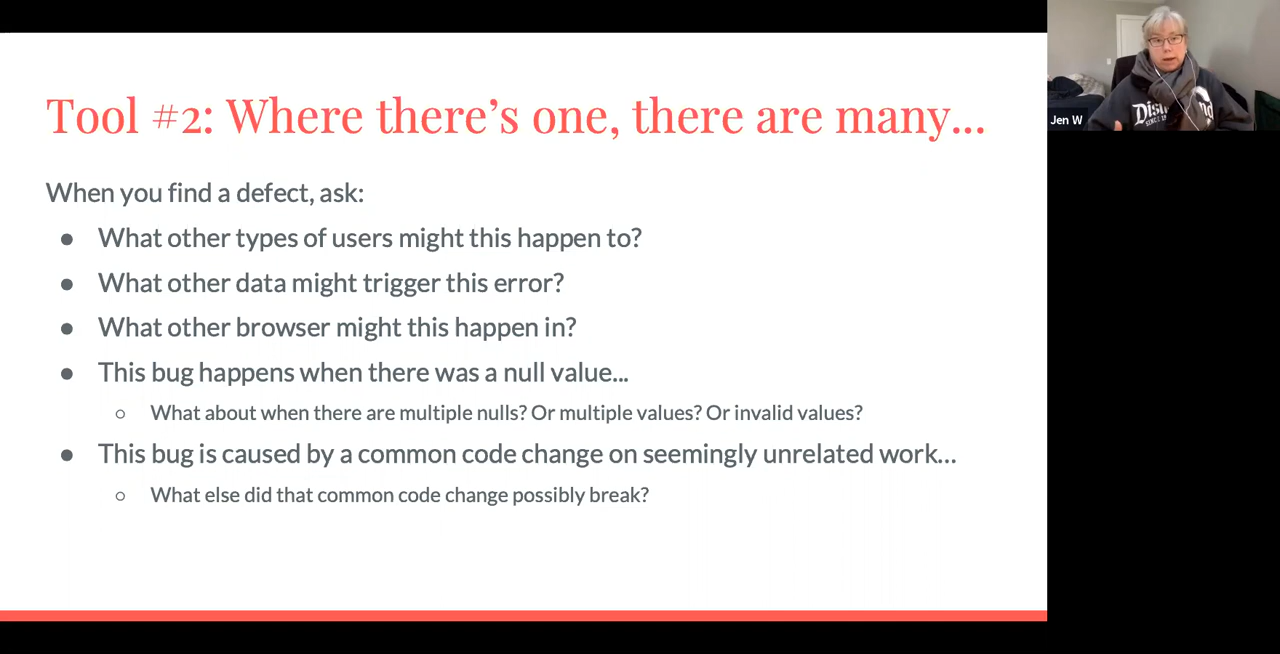 Tool #2: Where there's one, there are many...
When you find a defect, ask:
● What other types of users might this happen to?
● What other data might trigger this error?
● What other browser might this happen in?
● This bug happens when there was a null value...
○ What about when there are multiple nulls? Or multiple values? Or invalid values?
● This bug is caused by a common code change on seemingly unrelated work...
○ What else did that common code change possibly break?
Jen W